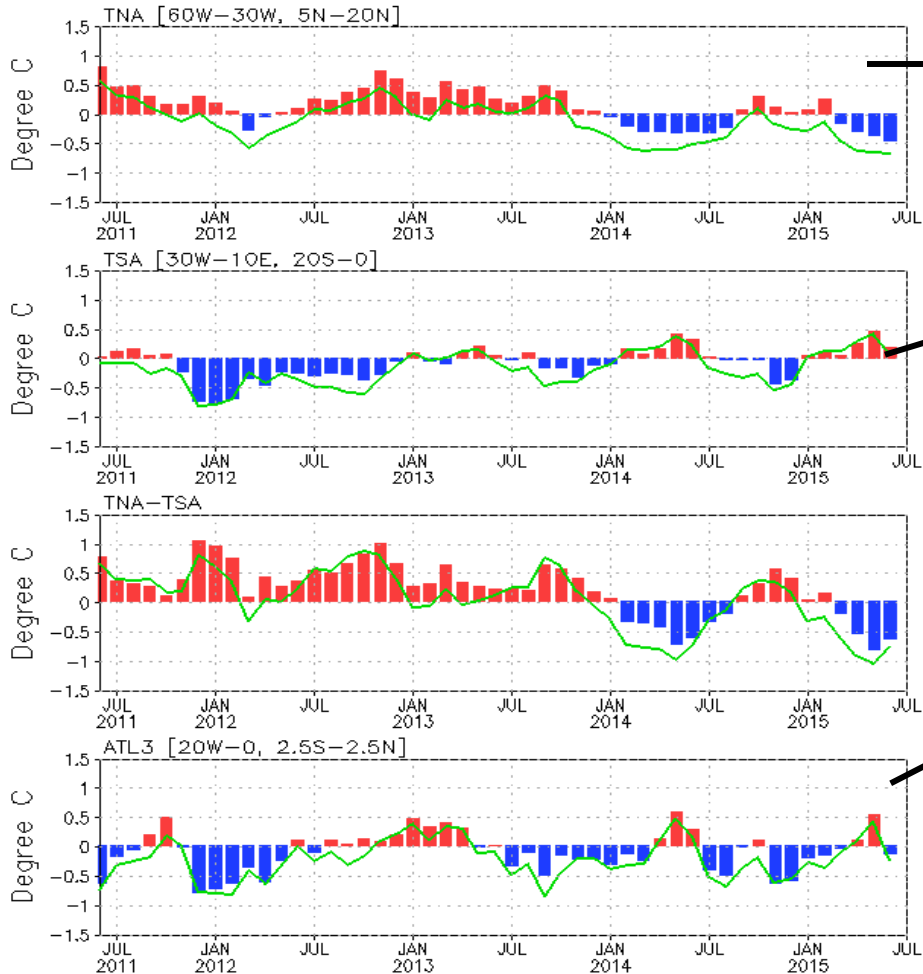 TNA [60W-30W, 5N-20N]
Degree C
1.5
1
0.5
0
-0.5
-1
-1.5
JUL JAN JUL JAN JUL JAN JUL JAN JUL
2011 2012 2013 2014 2015
TSA [30W-10E, 20S-0]
Degree C
1.5
1
0.5
0
-0.5
-1
-1.5
JUL JAN JUL JAN JUL JAN JUL JAN JUL
2011 2012 2013 2014 2015
TNA-TSA
Degree C
1.5
1
0.5
0
-0.5
-1
-1.5
JUL JAN JUL JAN JUL JAN JUL JAN JUL
2011 2012 2013 2014 2015
ATL3 [20W-0, 2.5S-2.5N]
Degree C
1.5
1
0.5
0
-0.5
-1
-1.5
JUL JAN JUL JAN JUL JAN JUL JAN JUL
2011 2012 2013 2014 2015